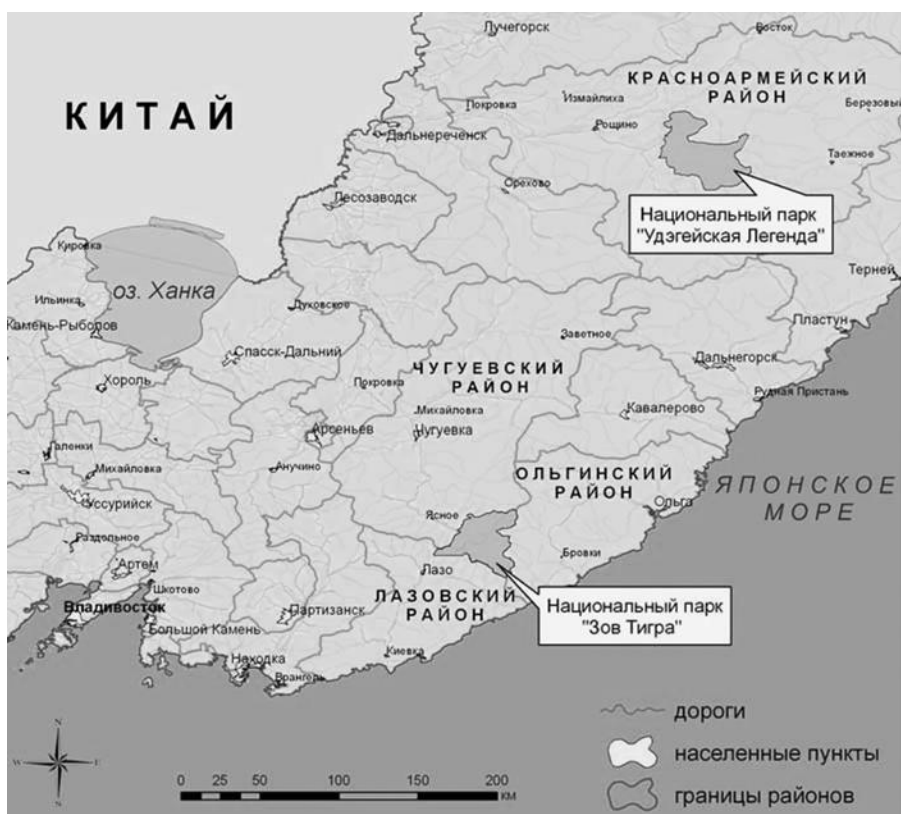 Лучегорск
Восток
КРАСНОАРМЕЙСКИЙ
РАЙОН
КИТАЙ
Покровка
Измайлиха
Березовый
Рощино
Дальнереченск
Таежное
Орехово
Лесозаводск
Национальный парк
"Удэгейская Легенда"
Кировка
Терней
оз. Ханка
Ильинка
Духовское
Камень-Рыболов
Пластун
Заветное
Спасск-Дальний
Дальнегорск
ЧУГУЕВСКИЙ
РАЙОН
Хороль
Покровка
Рудная Пристань
Михайловка
Кавалерово
Чугуевка
Арсеньев
Галенки
Михайловка
Анучино
ОЛЬГИНСКИЙ
РАЙОН
ЯПОНСКОЕ
МОРЕ
Уссурийск
Ольга
Ясное
Раздольное
Бровки
Артем
Лазо
Шкотово
ЛАЗОВСКИЙ
РАЙОН
Владивосток
Партизанск
Национальный парк
"Зов Тигра"
Большой Камень
Киевка
Находка
Врангель
дороги
населенные пункты
границы районов
N
W
E
S
0 25 50 100 150 200
КМ